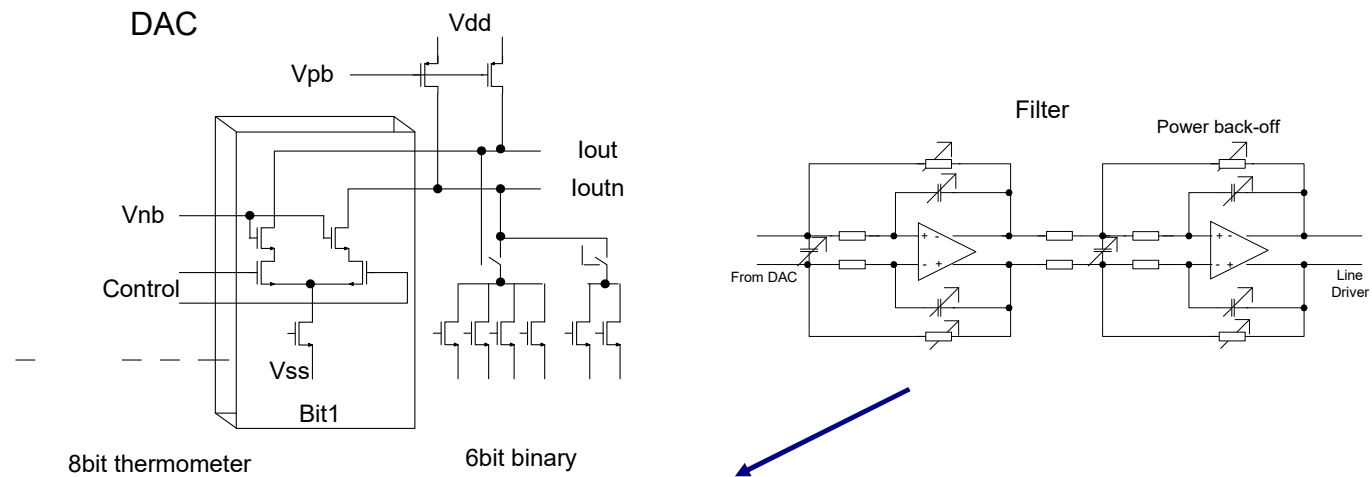 DAC
Vdd
Vpb
Iout
Ioutn
Vnb
Control
Vss
Bit1
8bit thermometer
6bit binary
Filter
Power back-off
+ -
- +
+ -
- +
From DAC
Line
Driver